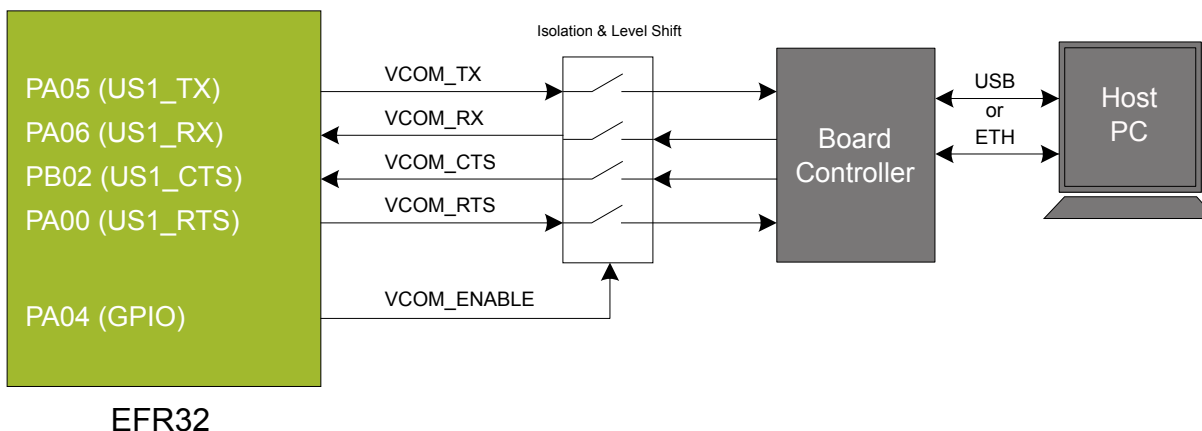 Isolation & Level Shift
PA05 (US1_TX)
PA06 (US1_RX)
PB02 (US1_CTS)
PA00 (US1_RTS)
PA04 (GPIO)
EFR32
VCOM_TX
VCOM_RX
VCOM_CTS
VCOM_RTS
VCOM_ENABLE
Board
Controller
USB
or
ETH
Host
PC